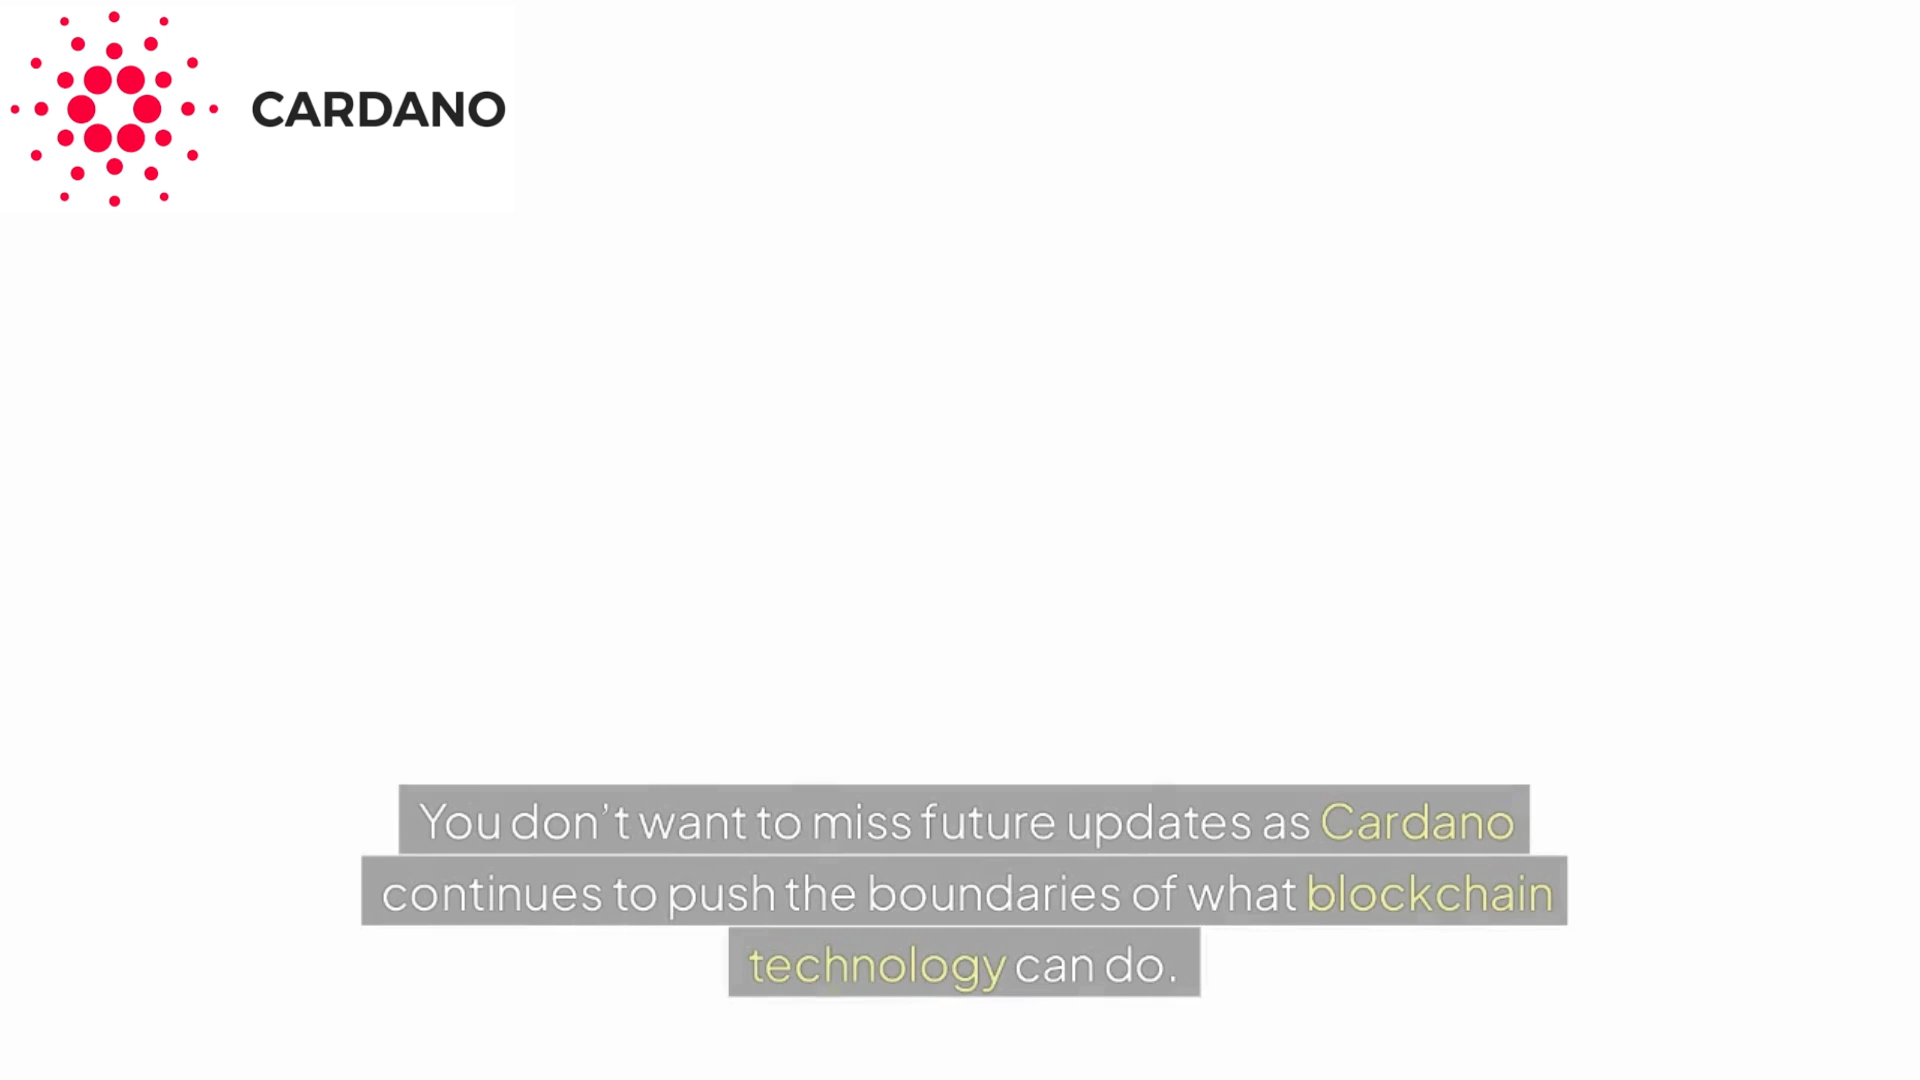 CARDANO
You don’t want to miss future updates as Cardano
continues to push the boundaries of what blockchain
technology can do.